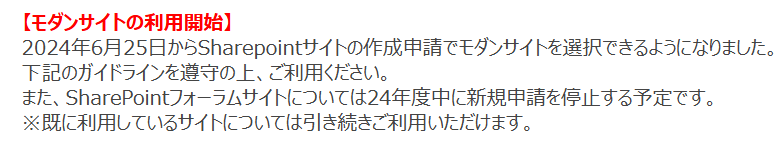 【モダンサイトの利用開始】
2024年6月25日からSharepointサイトの作成申請でモダンサイトを選択できるようになりました。
下記のガイドラインを遵守の上、ご利用ください。
また、SharePointフォーラムサイトについては24年度中に新規申請を停止する予定です。
※既に利用しているサイトについては引き続きご利用いただけます。